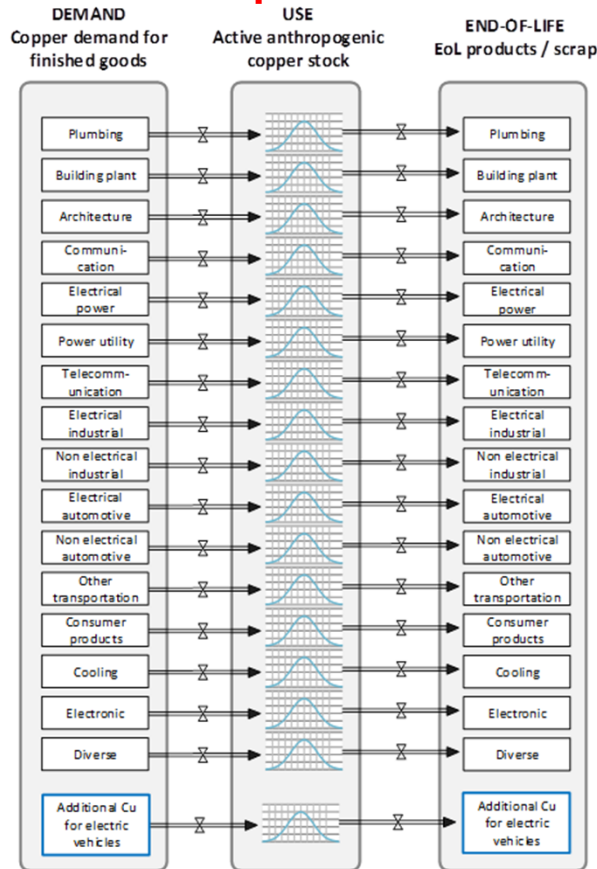 DEMAND
Copper demand for
finished goods
USE
Active anthropogenic
copper stock
END-OF-LIFE
EoL products / scrap
Plumbing
Building plant
Architecture
Communi-
cation
Electrical
power
Power utility
Telecomm-
unication
Electrical
industrial
Non electrical
industrial
Electrical
automotive
Non electrical
automotive
Other
transportation
Consumer
products
Cooling
Electronic
Diverse
Additional Cu
for electric
vehicles
Plumbing
Building plant
Architecture
Communi-
cation
Electrical
power
Power utility
Telecomm-
unication
Electrical
industrial
Non electrical
industrial
Electrical
automotive
Non electrical
automotive
Other
transportation
Consumer
products
Cooling
Electronic
Diverse
Additional Cu
for electric
vehicles